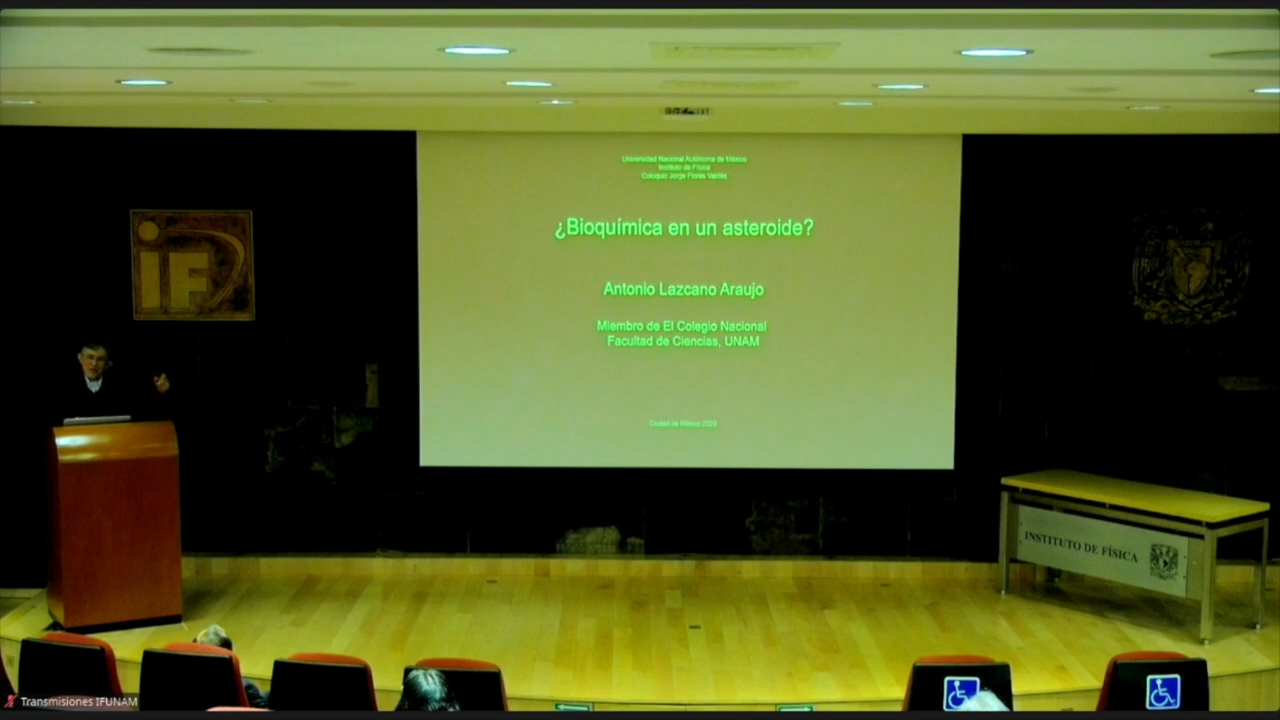 Universidad Nacional Autónoma de México
Instituto de Física
Coloquio Jorge Flores Valdés
¿Bioquímica en un asteroide?
Antonio Lazcano Araujo
Miembro de El Colegio Nacional
Facultad de Ciencias, UNAM
Ciudad de México 2023
iF
INSTITUTO DE FÍSICA
Transmisiones IFUNAM